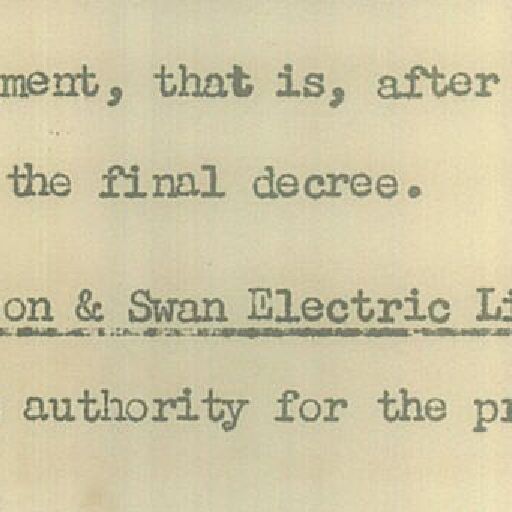 ment, that is, after
the final decree.
on & Swan Electric Li
authority for the pr